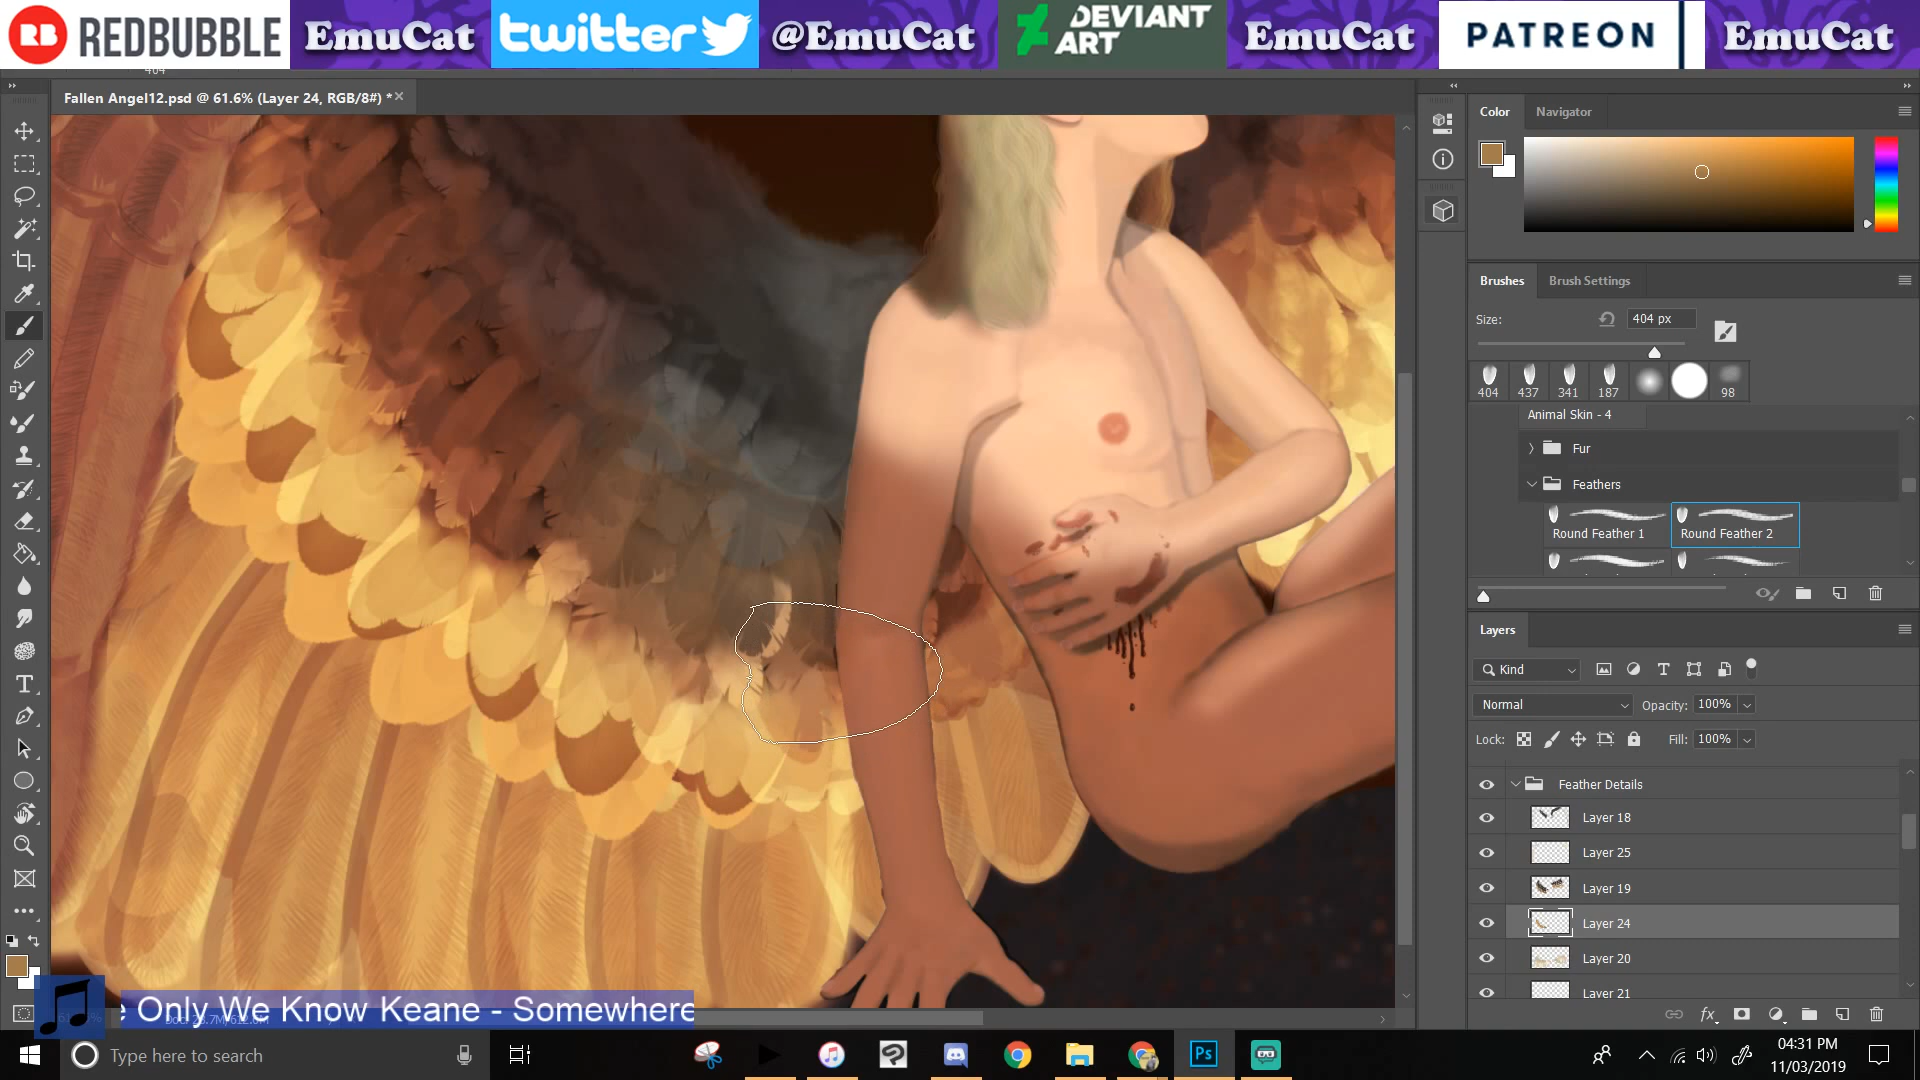 REDBUBBLE EmuCat twitter @EmuCat DEVIANT ART EmuCat PATREON EmuCat
404
Fallen Angel12.psd @ 61.6% (Layer 24, RGB/8#) *
Color Navigator
Brushes Brush Settings
Size: 404 px
404 437 341 187 98
Animal Skin - 4
Fur
Feathers
Round Feather 1 Round Feather 2
Layers
Kind
Normal Opacity: 100%
Lock: Fill: 100%
Feather Details
Layer 18
Layer 25
Layer 19
Layer 24
Layer 20
Layer 21
e Only We Know Keane - Somewhere
Type here to search
Ps
04:31 PM
11/03/2019